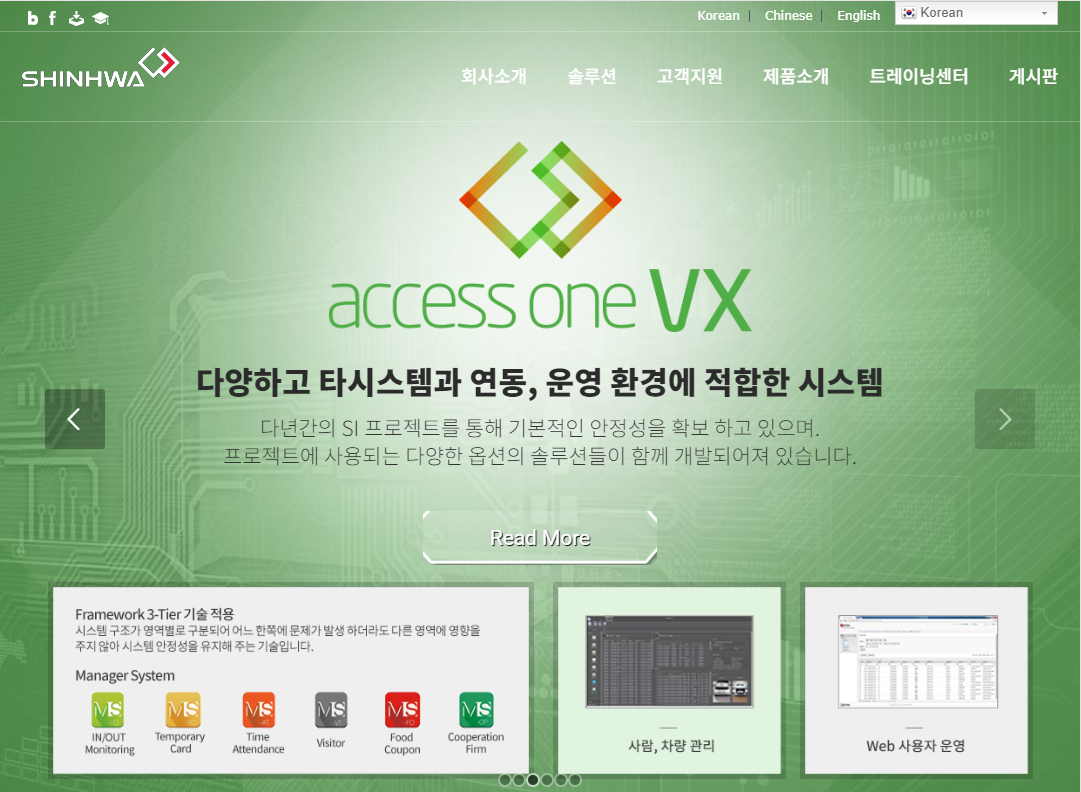 Korean | Chinese | English
Korean
SHINHWA
회사소개 솔루션 고객지원 제품소개 트레이닝센터 게시판
access one VX
다양하고 타시스템과 연동, 운영 환경에 적합한 시스템
다년간의 SI 프로젝트를 통해 기본적인 안정성을 확보 하고 있으며.
프로젝트에 사용되는 다양한 옵션의 솔루션들이 함께 개발되어져 있습니다.
Read More
Framework 3-Tier 기술 적용
시스템 구조가 영역별로 구분되어 어느 한쪽에 문제가 발생 하더라도 다른 영역에 영향을
주지 않아 시스템 안정성을 유지해 주는 기술입니다.
Manager System
MS MS MS MS MS MS
IN/OUT
Monitoring
Temporary
Card
Time
Attendance
Visitor
Food
Coupon
Cooperation
Firm
사람, 차량 관리
Web 사용자 운영